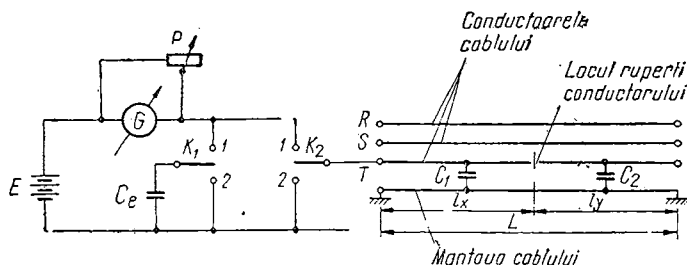 Conductoarele
cablului
Locul ruperii
conductorului
P
G
R
S
T
K₁
1
2
1
K₂
2
E
Cₑ
C₁
C₂
lx
ly
L
Mantaua cablului